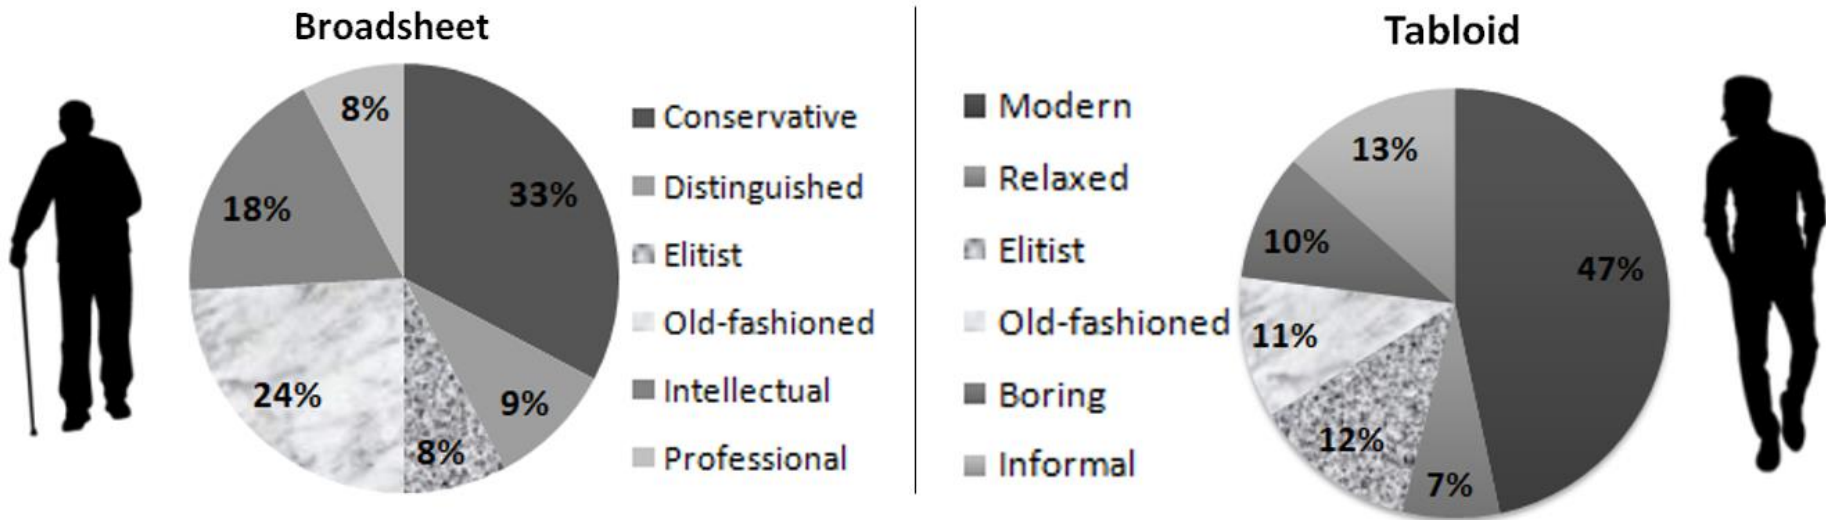 Broadsheet
8%
33%
18%
24%
8%
9%
Conservative
Distinguished
Elitist
Old-fashioned
Intellectual
Professional
Tabloid
Modern
Relaxed
Elitist
Old-fashioned
Boring
Informal
13%
10%
47%
11%
12%
7%